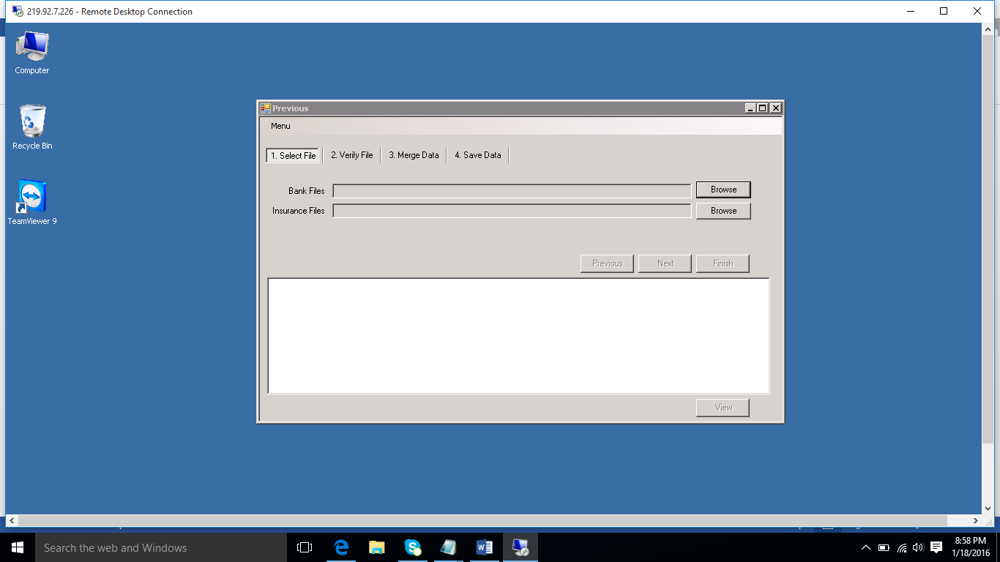 219.92.7.226 - Remote Desktop Connection
Computer
Recycle Bin
TeamViewer 9
Previous
Menu
1. Select File 2. Verify File 3. Merge Data 4. Save Data
Bank Files Browse
Insurance Files Browse
Previous Next Finish
View
Search the web and Windows
8:58 PM
1/18/2016